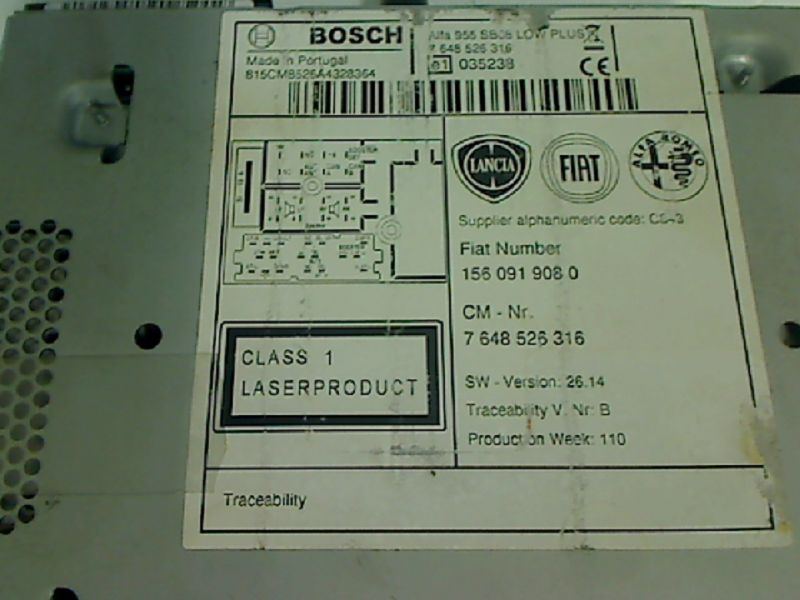 BOSCH
Alfa 955 SB08 LOW PLUS
Made in Portugal
7 648 526 316
815CM8526A4328364
e1 035238
CE
LANCIA
FIAT
ALFA ROMEO
Supplier alphanumeric code:
Fiat Number
156 091 908 0
CM - Nr.
7 648 526 316
CLASS 1
LASERPRODUCT
SW - Version: 26.14
Traceability V. Nr: B
Production Week: 110
Traceability